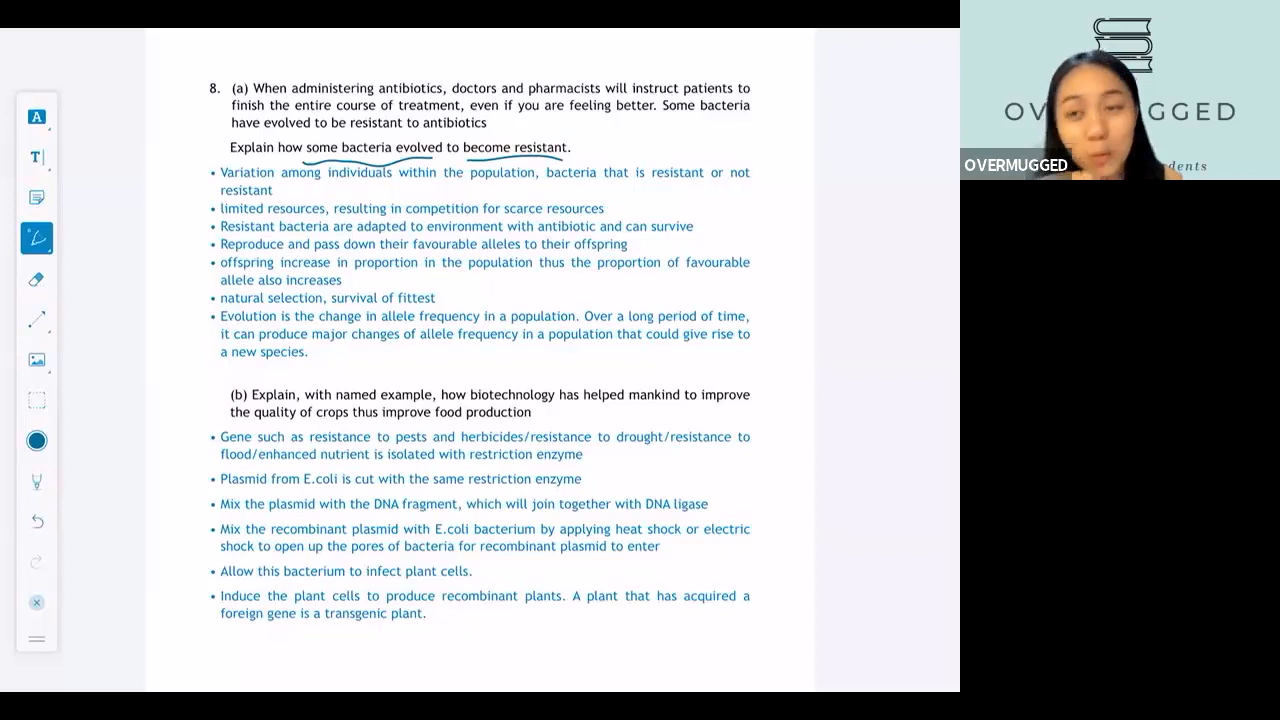 8. (a) When administering antibiotics, doctors and pharmacists will instruct patients to
finish the entire course of treatment, even if you are feeling better. Some bacteria
have evolved to be resistant to antibiotics
Explain how some bacteria evolved to become resistant.
• Variation among individuals within the population, bacteria that is resistant or not
resistant
• limited resources, resulting in competition for scarce resources
• Resistant bacteria are adapted to environment with antibiotic and can survive
• Reproduce and pass down their favourable alleles to their offspring
• offspring increase in proportion in the population thus the proportion of favourable
allele also increases
• natural selection, survival of fittest
• Evolution is the change in allele frequency in a population. Over a long period of time,
it can produce major changes of allele frequency in a population that could give rise to
a new species.
(b) Explain, with named example, how biotechnology has helped mankind to improve
the quality of crops thus improve food production
• Gene such as resistance to pests and herbicides/resistance to drought/resistance to
flood/enhanced nutrient is isolated with restriction enzyme
• Plasmid from E.coli is cut with the same restriction enzyme
• Mix the plasmid with the DNA fragment, which will join together with DNA ligase
• Mix the recombinant plasmid with E.coli bacterium by applying heat shock or electric
shock to open up the pores of bacteria for recombinant plasmid to enter
• Allow this bacterium to infect plant cells.
• Induce the plant cells to produce recombinant plants. A plant that has acquired a
foreign gene is a transgenic plant.
A
T
OVERMUGGED